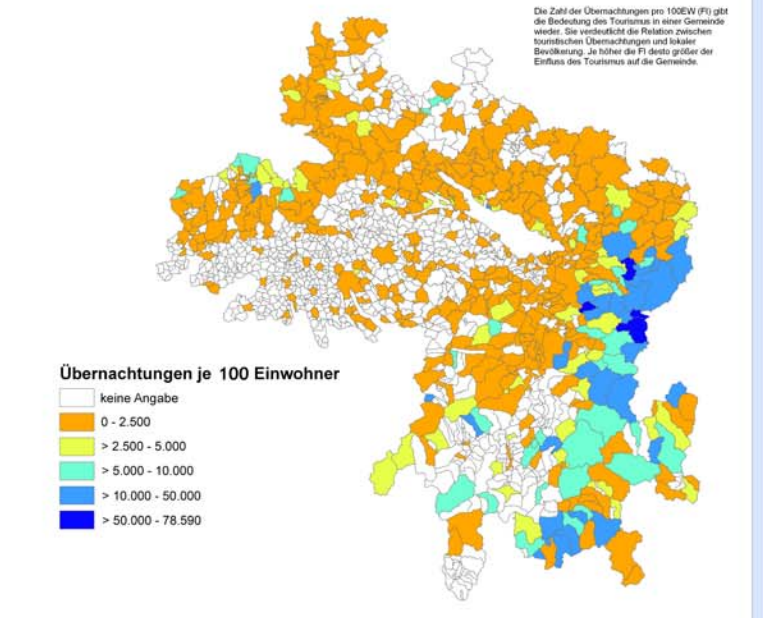 Die Zahl der Übernachtungen pro 100EW (FI) gibt
die Bedeutung des Tourismus in einer Gemeinde
wieder. Sie verdeutlicht die Relation zwischen
touristischen Übernachtungen und lokaler
Bevölkerung. Je höher die FI desto größer der
Einfluss des Tourismus auf die Gemeinde.
Übernachtungen je 100 Einwohner
keine Angabe
0 - 2.500
> 2.500 - 5.000
> 5.000 - 10.000
> 10.000 - 50.000
> 50.000 - 78.590